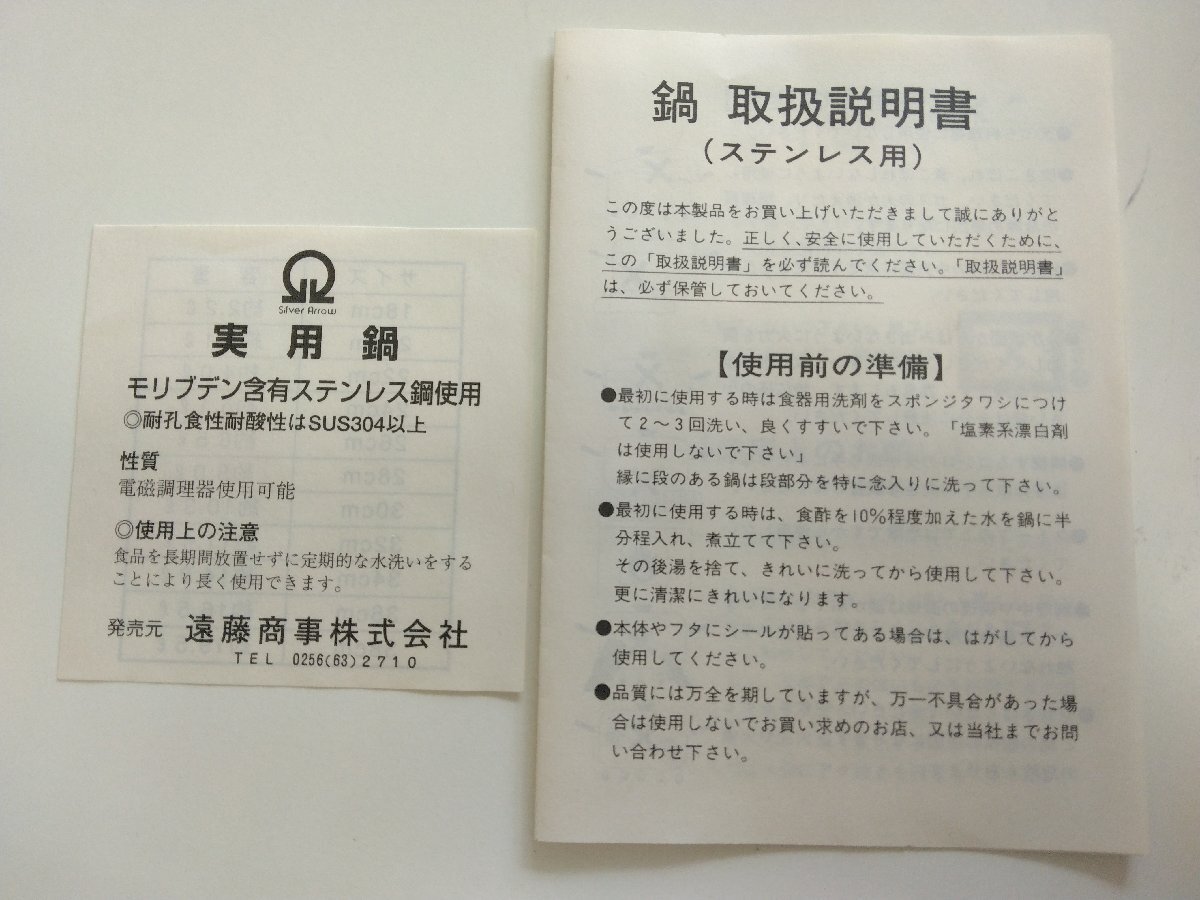 Silver Arrow
実用鍋
モリブデン含有ステンレス鋼使用
◎耐孔食性耐酸性はSUS304以上
性質
電磁調理器使用可能
◎使用上の注意
食品を長期間放置せずに定期的な水洗いをする
ことにより長く使用できます。
発売元 遠藤商事株式会社
TEL 0256(63)2710
鍋 取扱説明書
(ステンレス用)
この度は本製品をお買い上げいただきまして誠にありがと
うございました。正しく、安全に使用していただくために、
この「取扱説明書」を必ず読んでください。「取扱説明書」
は、必ず保管しておいてください。
【使用前の準備】
●最初に使用する時は食器用洗剤をスポンジタワシにつけ
て2〜3回洗い、良くすすいで下さい。「塩素系漂白剤
は使用しないで下さい」
縁に段のある鍋は段部分を特に念入りに洗って下さい。
●最初に使用する時は、食酢を10%程度加えた水を鍋に半
分程入れ、煮立てて下さい。
その後湯を捨て、きれいに洗ってから使用して下さい。
更に清潔にきれいになります。
●本体やフタにシールが貼ってある場合は、はがしてから
使用してください。
●品質には万全を期していますが、万一不具合があった場
合は使用しないでお買い求めのお店、又は当社までお問
い合わせ下さい。